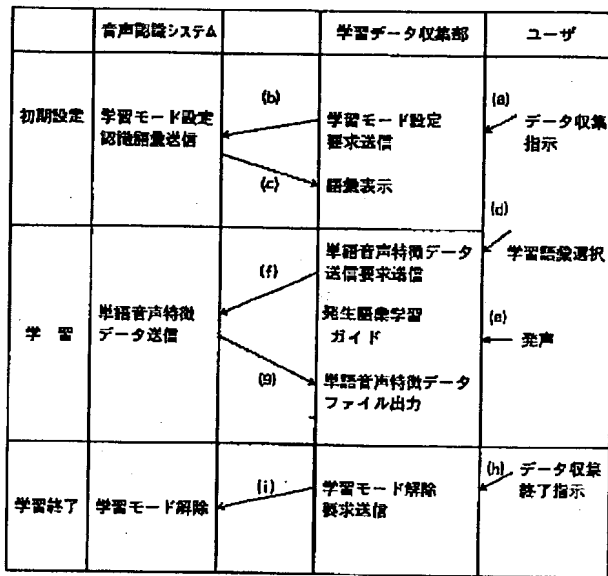 音声認識システム 学習データ収集部 ユーザ
初期設定
学習モード設定
認識語彙送信
(b)
(c)
学習モード設定
要求送信
語彙表示
(a)
データ収集
指示
(d)
学習語彙選択
学 習
単語音声特徴
データ送信
(f)
(g)
単語音声特徴データ
送信要求送信
発生語彙学習
ガイド
単語音声特徴データ
ファイル出力
(e)
発声
学習終了
学習モード解除
(i)
学習モード解除
要求送信
(h)
データ収集
終了指示